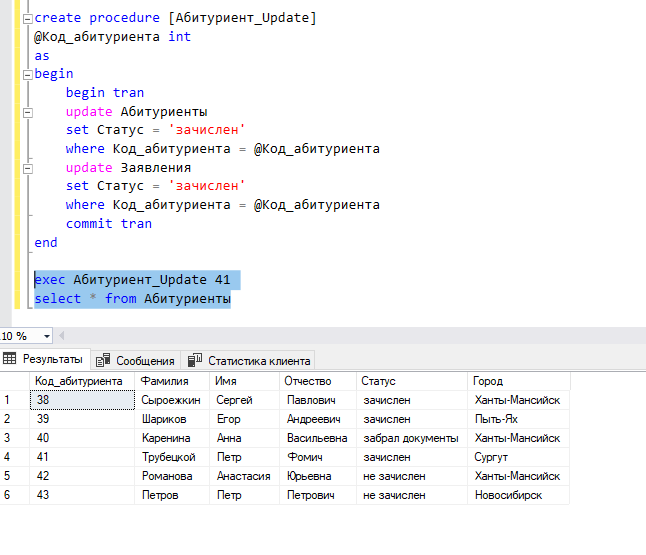 create procedure [Абитуриент_Update]
@Код_абитуриента int
as
begin
begin tran
update Абитуриенты
set Статус = 'зачислен'
where Код_абитуриента = @Код_абитуриента
update Заявления
set Статус = 'зачислен'
where Код_абитуриента = @Код_абитуриента
commit tran
end
exec Абитуриент_Update 41
select * from Абитуриенты
10 %
Результаты Сообщения Статистика клиента
Код_абитуриента Фамилия Имя Отчество Статус Город
1 38 Сыроежкин Сергей Павлович зачислен Ханты-Мансийск
2 39 Шариков Егор Андреевич зачислен Пыть-Ях
3 40 Каренина Анна Васильевна забрал документы Ханты-Мансийск
4 41 Трубецкой Петр Фомич зачислен Сургут
5 42 Романова Анастасия Юрьевна не зачислен Ханты-Мансийск
6 43 Петров Петр Петрович не зачислен Новосибирск